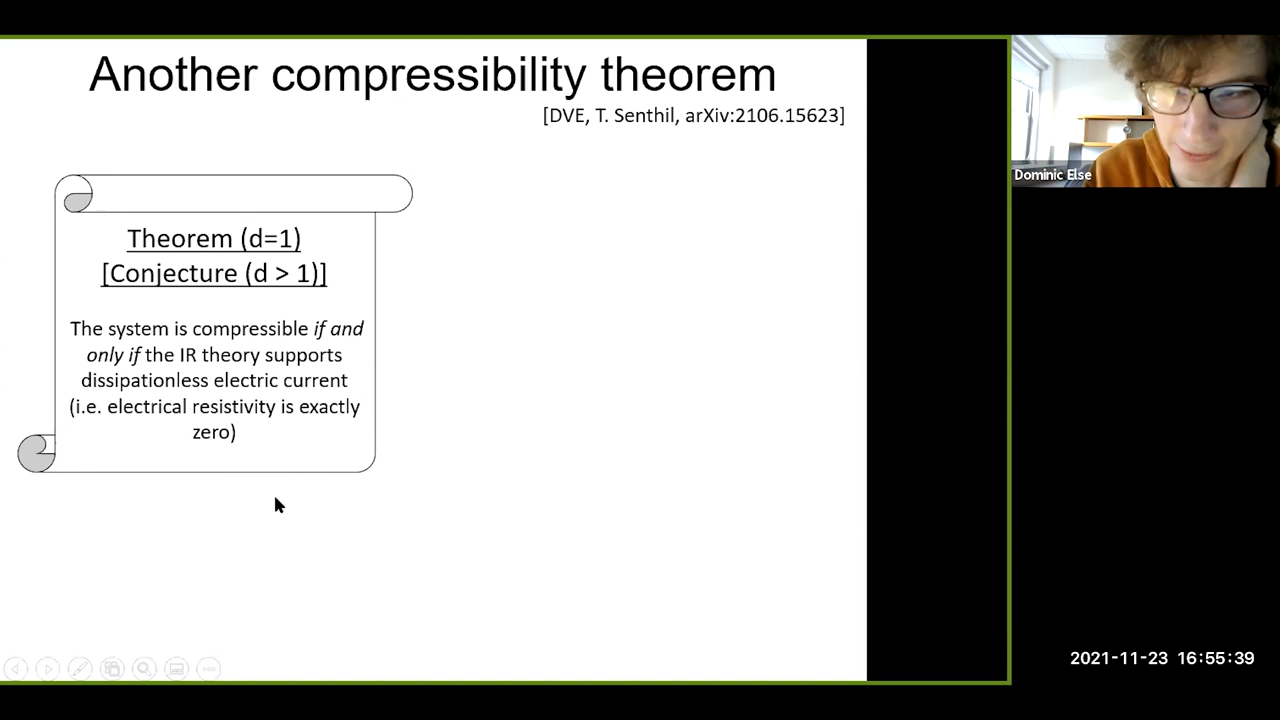 Another compressibility theorem
[DVE, T. Senthil, arXiv:2106.15623]
Theorem (d=1)
[Conjecture (d > 1)]
The system is compressible if and
only if the IR theory supports
dissipationless electric current
(i.e. electrical resistivity is exactly
zero)
Dominic Else
2021-11-23 16:55:39